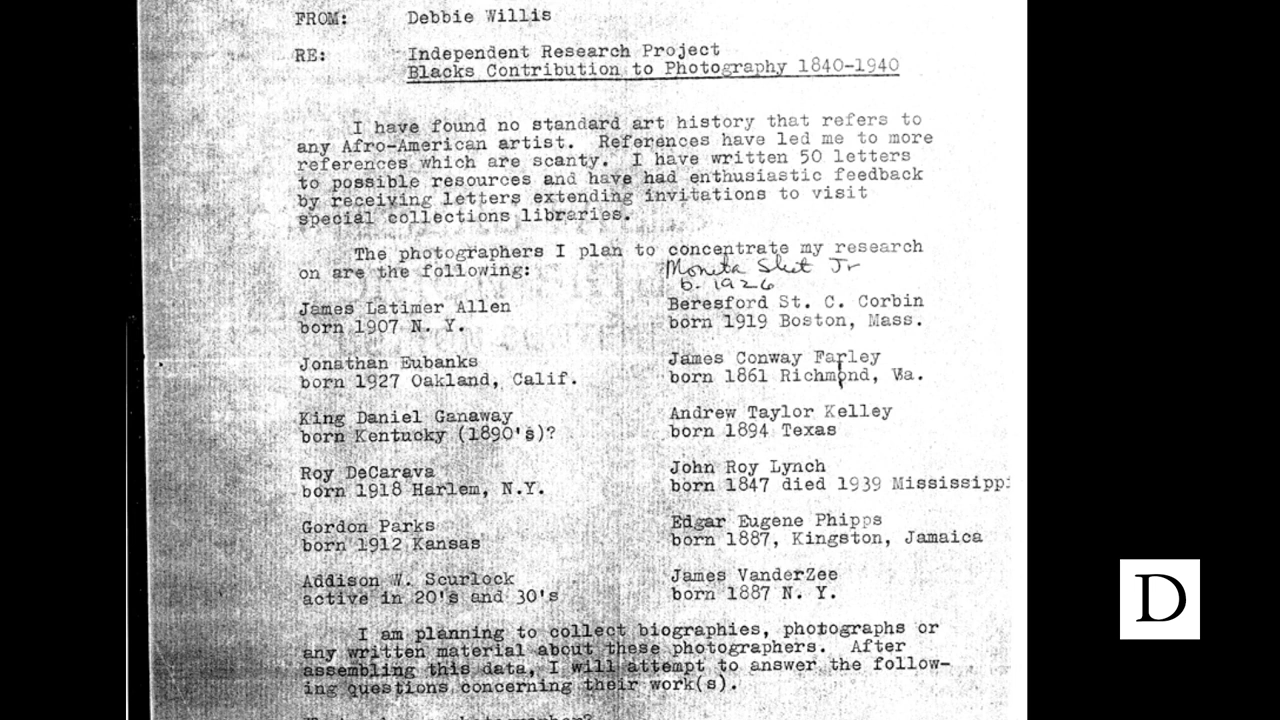 FROM: Debbie Willis
RE: Independent Research Project
Blacks Contribution to Photography 1840-1940
I have found no standard art history that refers to
any Afro-American artist. References have led me to more
references which are scanty. I have written 50 letters
to possible resources and have had enthusiastic feedback
by receiving letters extending invitations to visit
special collections libraries.
The photographers I plan to concentrate my research
on are the following:
Moneta Slet Jr
b. 1926
James Latimer Allen
born 1907 N. Y.
Beresford St. C. Corbin
born 1919 Boston, Mass.
Jonathan Eubanks
born 1927 Oakland, Calif.
James Conway Farley
born 1861 Richmond, Va.
King Daniel Ganaway
born Kentucky (1890's)?
Andrew Taylor Kelley
born 1894 Texas
Roy DeCarava
born 1918 Harlem, N.Y.
John Roy Lynch
born 1847 died 1939 Mississippi
Gordon Parks
born 1912 Kansas
Edgar Eugene Phipps
born 1887, Kingston, Jamaica
Addison W. Scurlock
active in 20's and 30's
James VanderZee
born 1887 N. Y.
I am planning to collect biographies, photographs or
any written material about these photographers. After
assembling this data, I will attempt to answer the follow-
ing questions concerning their work(s).
D